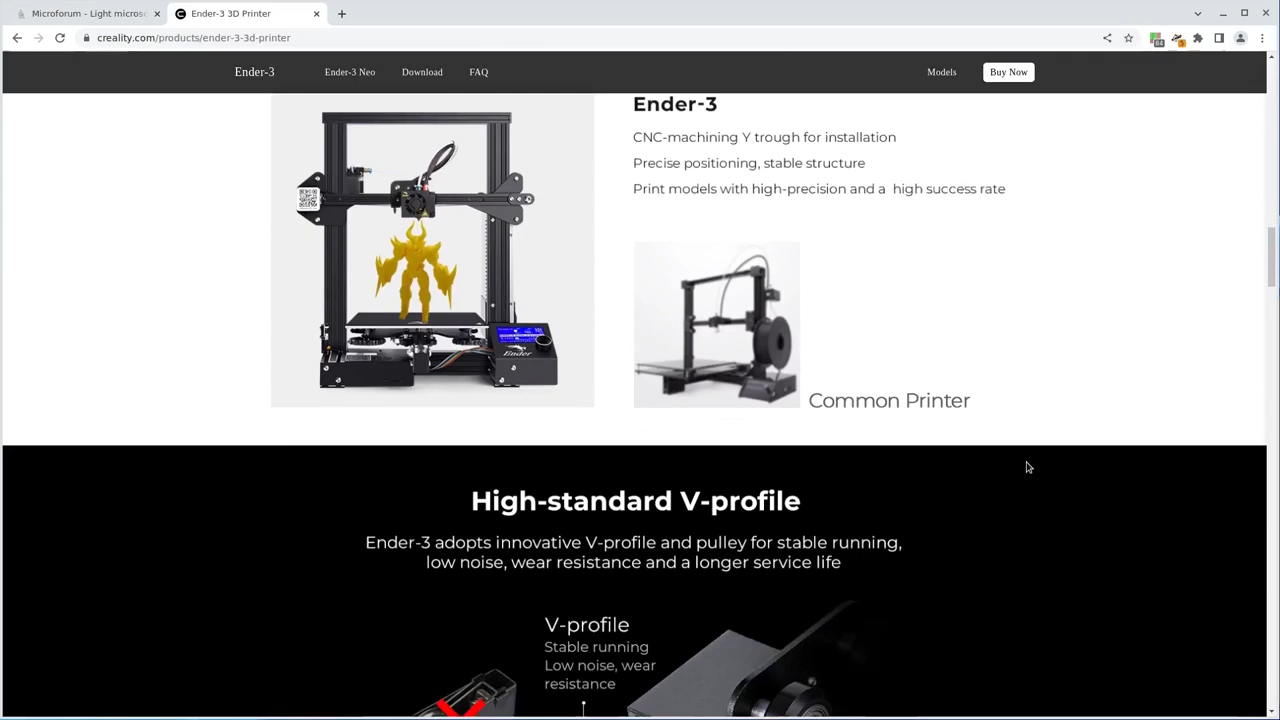 Microforum - Light microsc
Ender-3 3D Printer
creality.com/products/ender-3-3d-printer
Ender-3
Ender-3 Neo
Download
FAQ
Models
Buy Now
Ender-3
CNC-machining Y trough for installation
Precise positioning, stable structure
Print models with high-precision and a high success rate
Ender
Common Printer
High-standard V-profile
Ender-3 adopts innovative V-profile and pulley for stable running,
low noise, wear resistance and a longer service life
V-profile
Stable running
Low noise, wear
resistance